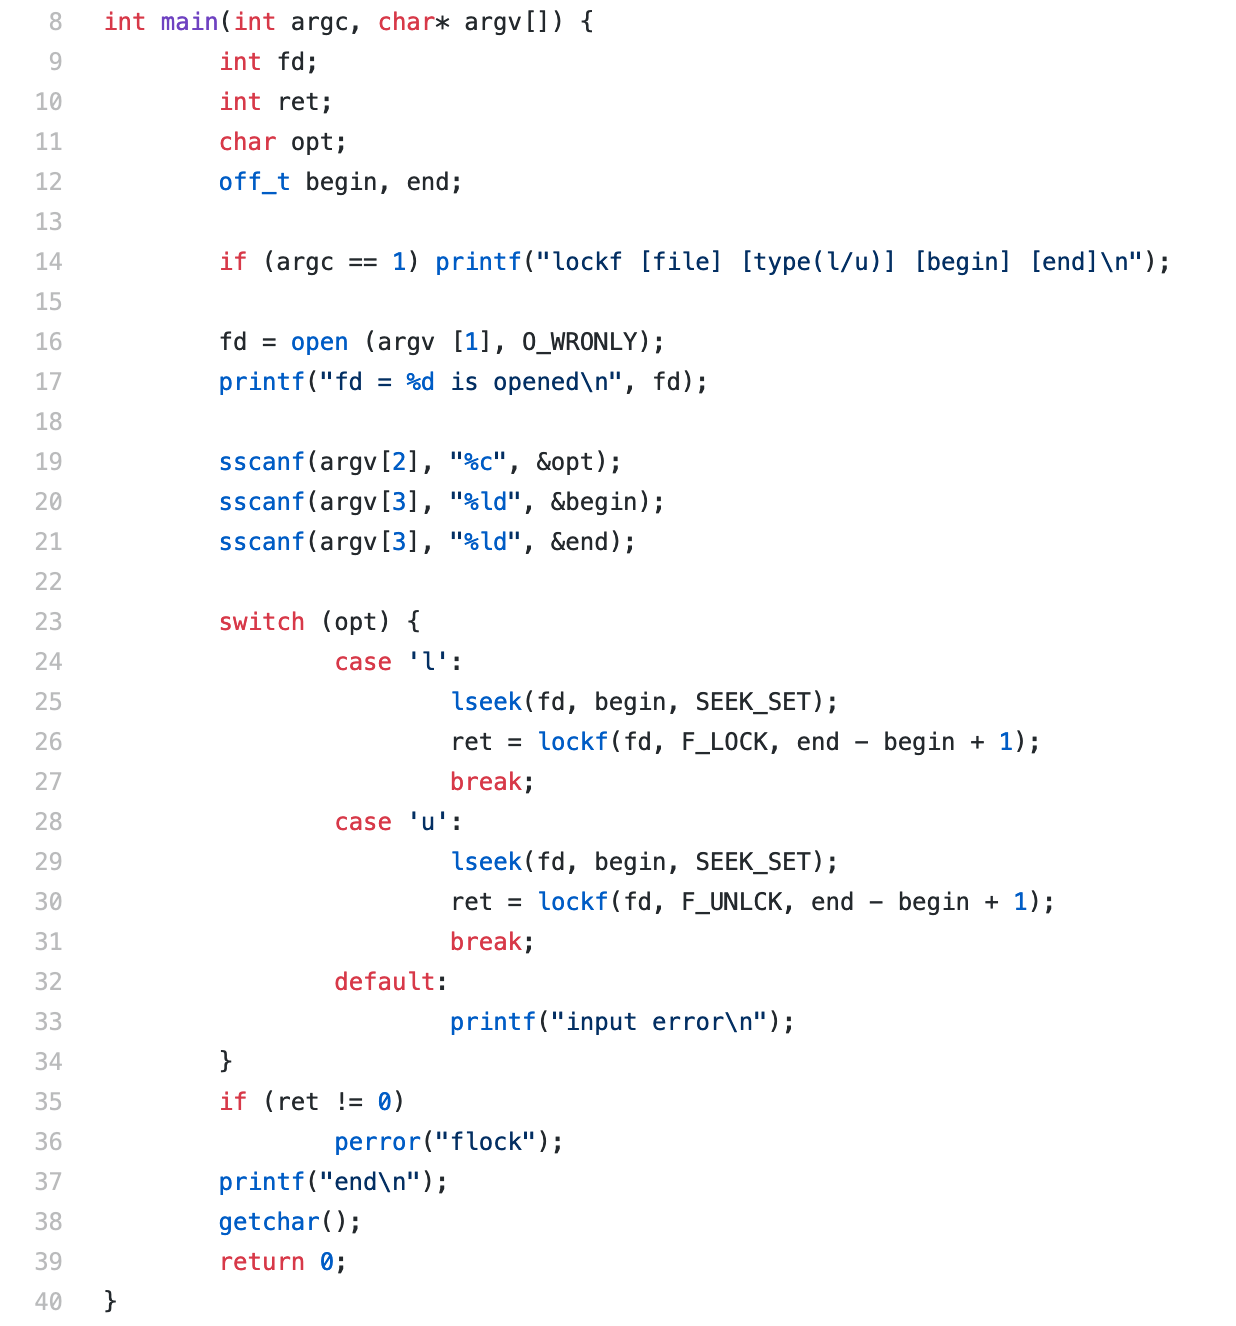 8 int main(int argc, char* argv[]) {
9 int fd;
10 int ret;
11 char opt;
12 off_t begin, end;
13
14 if (argc == 1) printf("lockf [file] [type(l/u)] [begin] [end]\n");
15
16 fd = open (argv [1], O_WRONLY);
17 printf("fd = %d is opened\n", fd);
18
19 sscanf(argv[2], "%c", &opt);
20 sscanf(argv[3], "%ld", &begin);
21 sscanf(argv[3], "%ld", &end);
22
23 switch (opt) {
24 case 'l':
25 lseek(fd, begin, SEEK_SET);
26 ret = lockf(fd, F_LOCK, end - begin + 1);
27 break;
28 case 'u':
29 lseek(fd, begin, SEEK_SET);
30 ret = lockf(fd, F_UNLCK, end - begin + 1);
31 break;
32 default:
33 printf("input error\n");
34 }
35 if (ret != 0)
36 perror("flock");
37 printf("end\n");
38 getchar();
39 return 0;
40 }